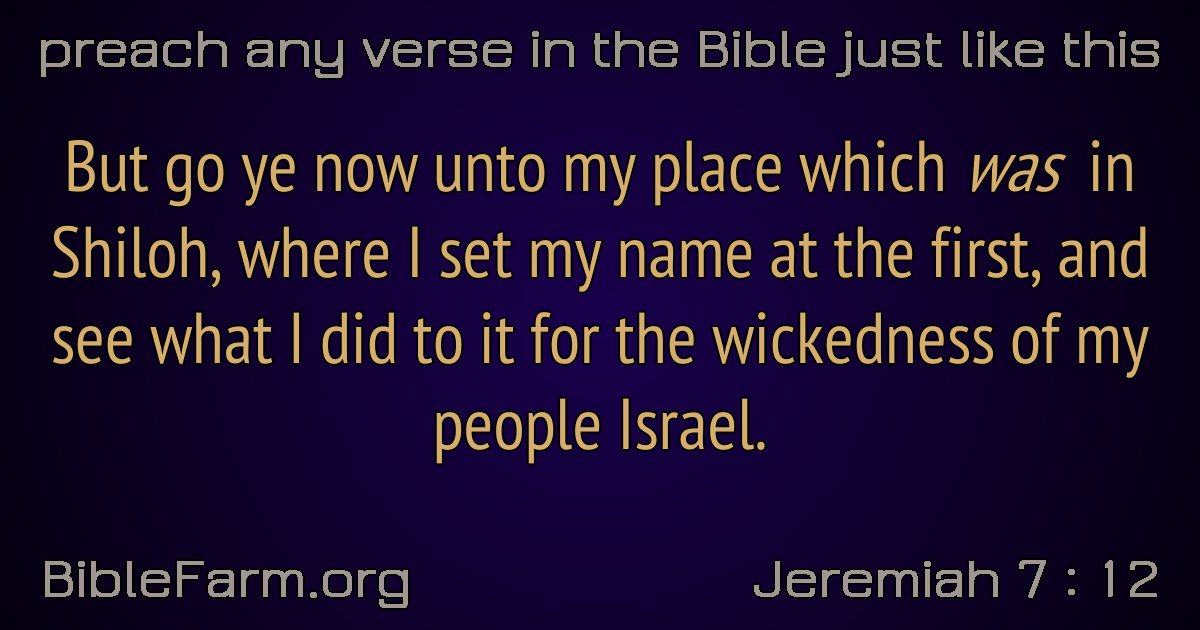 preach any verse in the Bible just like this
But go ye now unto my place which was in
Shiloh, where I set my name at the first, and
see what I did to it for the wickedness of my
people Israel.
BibleFarm.org
Jeremiah 7 : 12